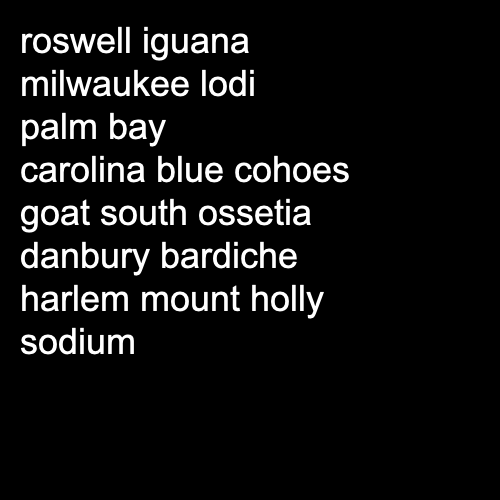 roswell iguana
milwaukee lodi
palm bay
carolina blue cohoes
goat south ossetia
danbury bardiche
harlem mount holly
sodium